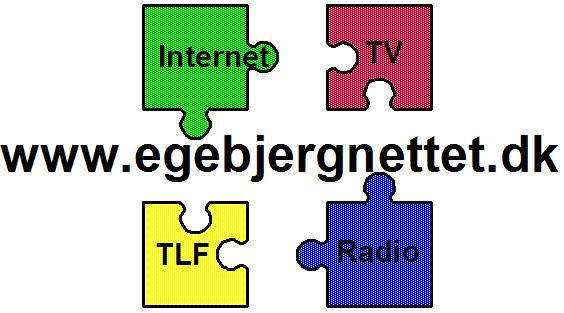 Internet
TV
www.egebjergnettet.dk
TLF
Radio